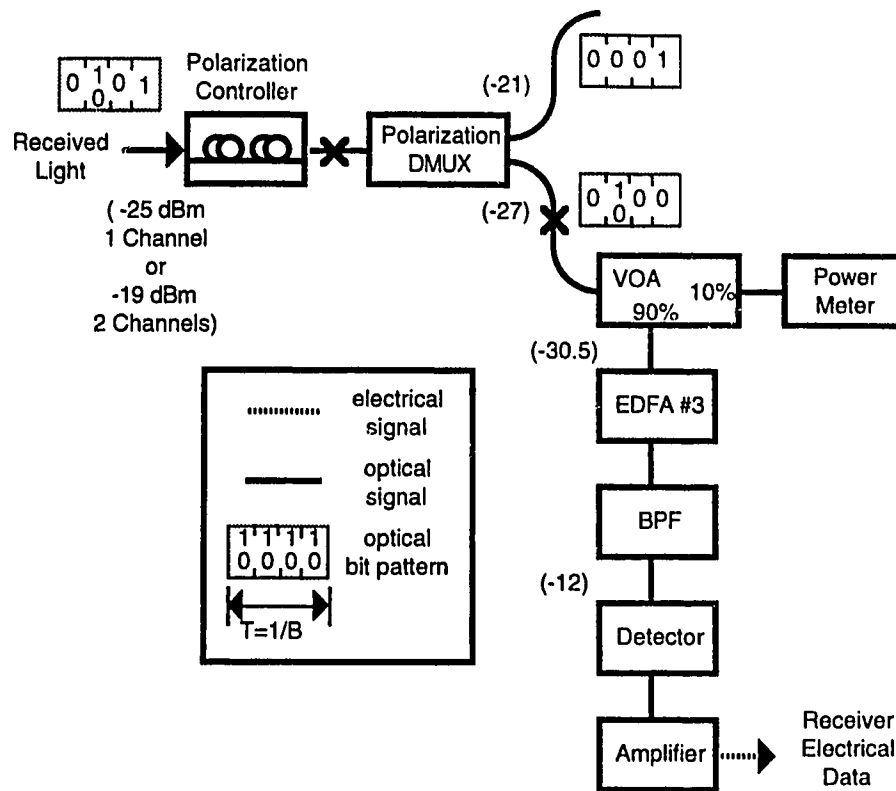 0 1 0 1
0
Polarization
Controller
Received
Light
( -25 dBm
1 Channel
or
-19 dBm
2 Channels)
Polarization
DMUX
(-21)
0 0 0 1
(-27)
0 1 0 0
0
VOA
10%
90%
Power
Meter
(-30.5)
EDFA #3
BPF
(-12)
Detector
Amplifier
Receiver
Electrical
Data
electrical
signal
optical
signal
1 1 1 1
0 0 0 0
optical
bit pattern
T=1/B